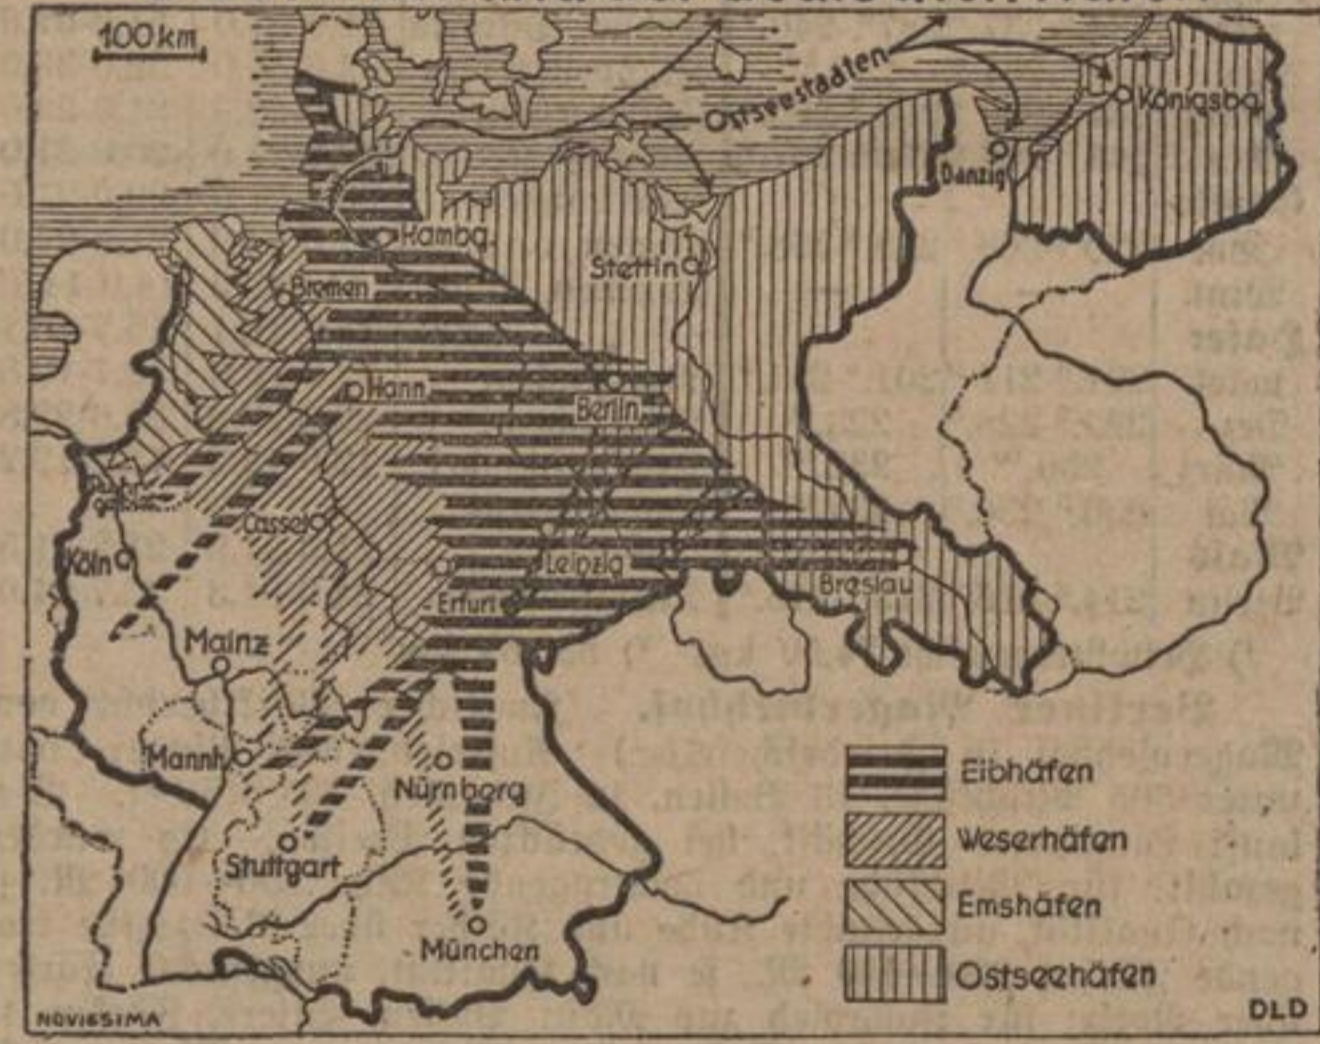 100 km
Ostseestaaten
Königsbg.
Danzig
Hambg.
Stettin
Bremen
Hann
Berlin
Cassel
Köln
Leipzig
Erfurt
Breslau
Mainz
Mannh
Nürnberg
Stuttgart
München
Elbhäfen
Weserhäfen
Emshäfen
Ostseehäfen
NOVISSIMA
DLD